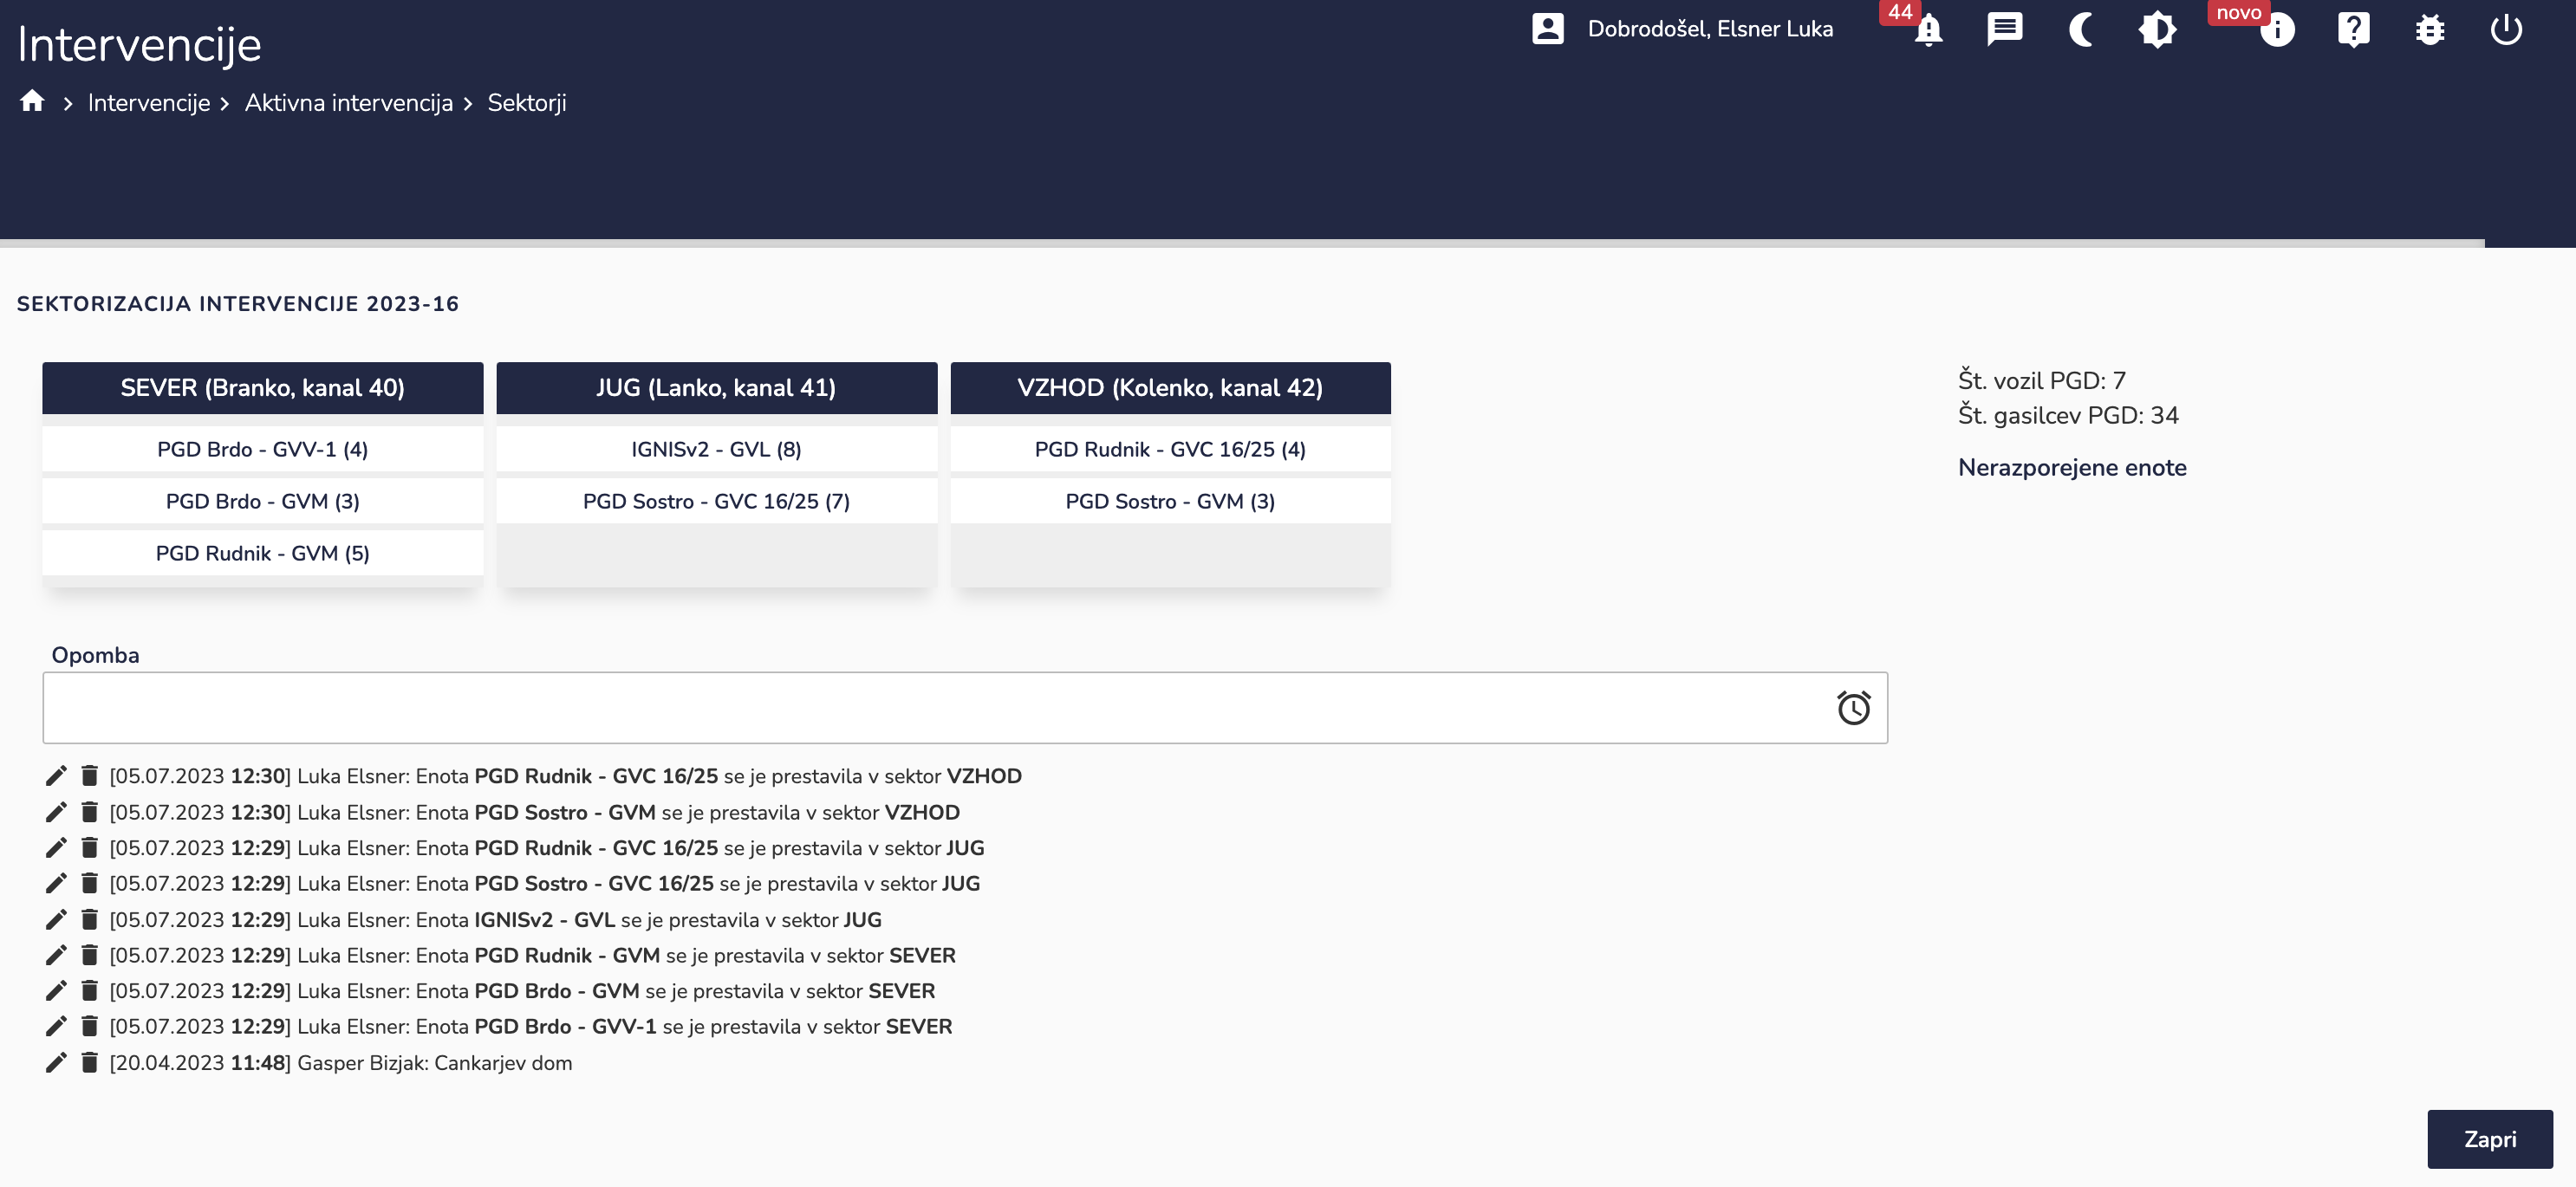 Intervencije
Dobrodošel, Elsner Luka
44
novo
Intervencije > Aktivna intervencija > Sektorji
SEKTORIZACIJA INTERVENCIJE 2023-16
SEVER (Branko, kanal 40)
PGD Brdo - GVV-1 (4)
PGD Brdo - GVM (3)
PGD Rudnik - GVM (5)
JUG (Lanko, kanal 41)
IGNISv2 - GVL (8)
PGD Sostro - GVC 16/25 (7)
VZHOD (Kolenko, kanal 42)
PGD Rudnik - GVC 16/25 (4)
PGD Sostro - GVM (3)
Št. vozil PGD: 7
Št. gasilcev PGD: 34
Nerazporejene enote
Opomba
[05.07.2023 12:30] Luka Elsner: Enota PGD Rudnik - GVC 16/25 se je prestavila v sektor VZHOD
[05.07.2023 12:30] Luka Elsner: Enota PGD Sostro - GVM se je prestavila v sektor VZHOD
[05.07.2023 12:29] Luka Elsner: Enota PGD Rudnik - GVC 16/25 se je prestavila v sektor JUG
[05.07.2023 12:29] Luka Elsner: Enota PGD Sostro - GVC 16/25 se je prestavila v sektor JUG
[05.07.2023 12:29] Luka Elsner: Enota IGNISv2 - GVL se je prestavila v sektor JUG
[05.07.2023 12:29] Luka Elsner: Enota PGD Rudnik - GVM se je prestavila v sektor SEVER
[05.07.2023 12:29] Luka Elsner: Enota PGD Brdo - GVM se je prestavila v sektor SEVER
[05.07.2023 12:29] Luka Elsner: Enota PGD Brdo - GVV-1 se je prestavila v sektor SEVER
[20.04.2023 11:48] Gasper Bizjak: Cankarjev dom
Zapri